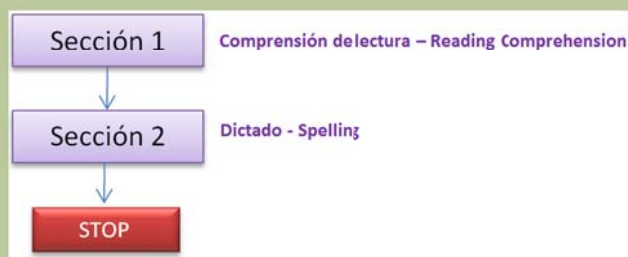 Sección 1
Comprensión delectura – Reading Comprehension
Sección 2
Dictado - Spelling
STOP